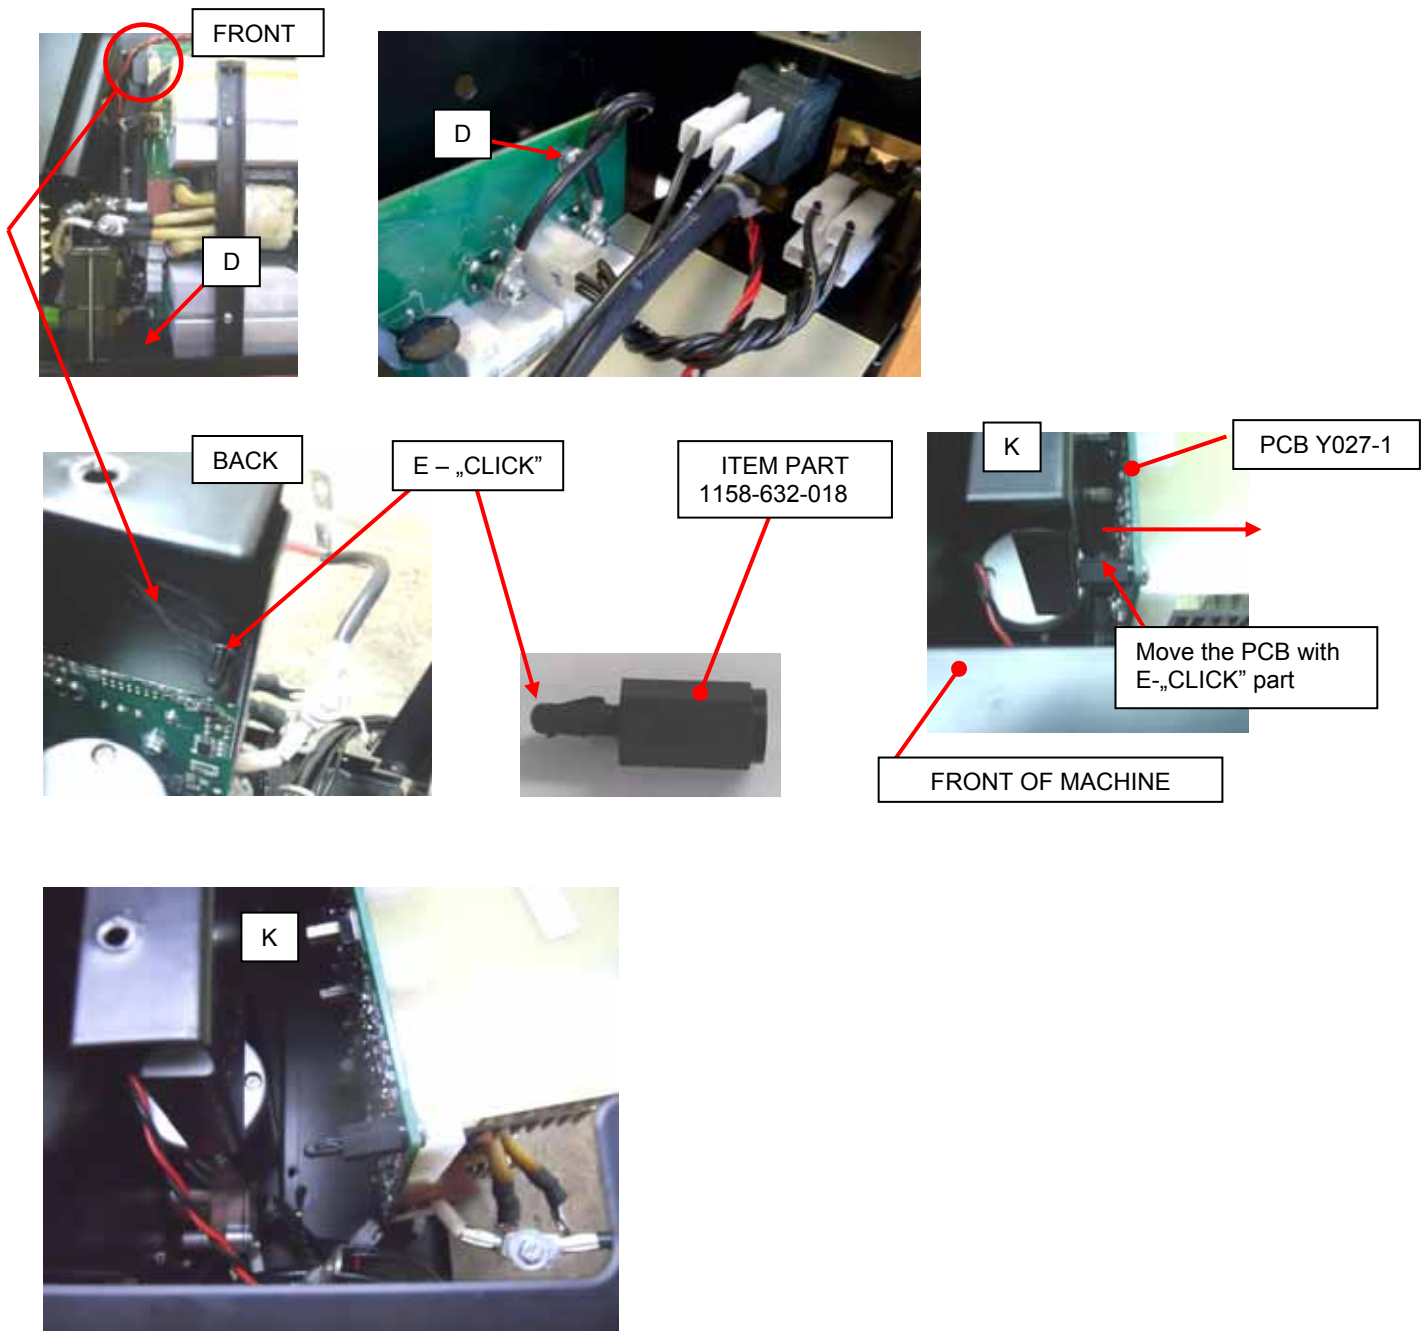 FRONT
D
D
BACK
E – „CLICK”
ITEM PART
1158-632-018
K
PCB Y027-1
Move the PCB with
E-„CLICK” part
FRONT OF MACHINE
K